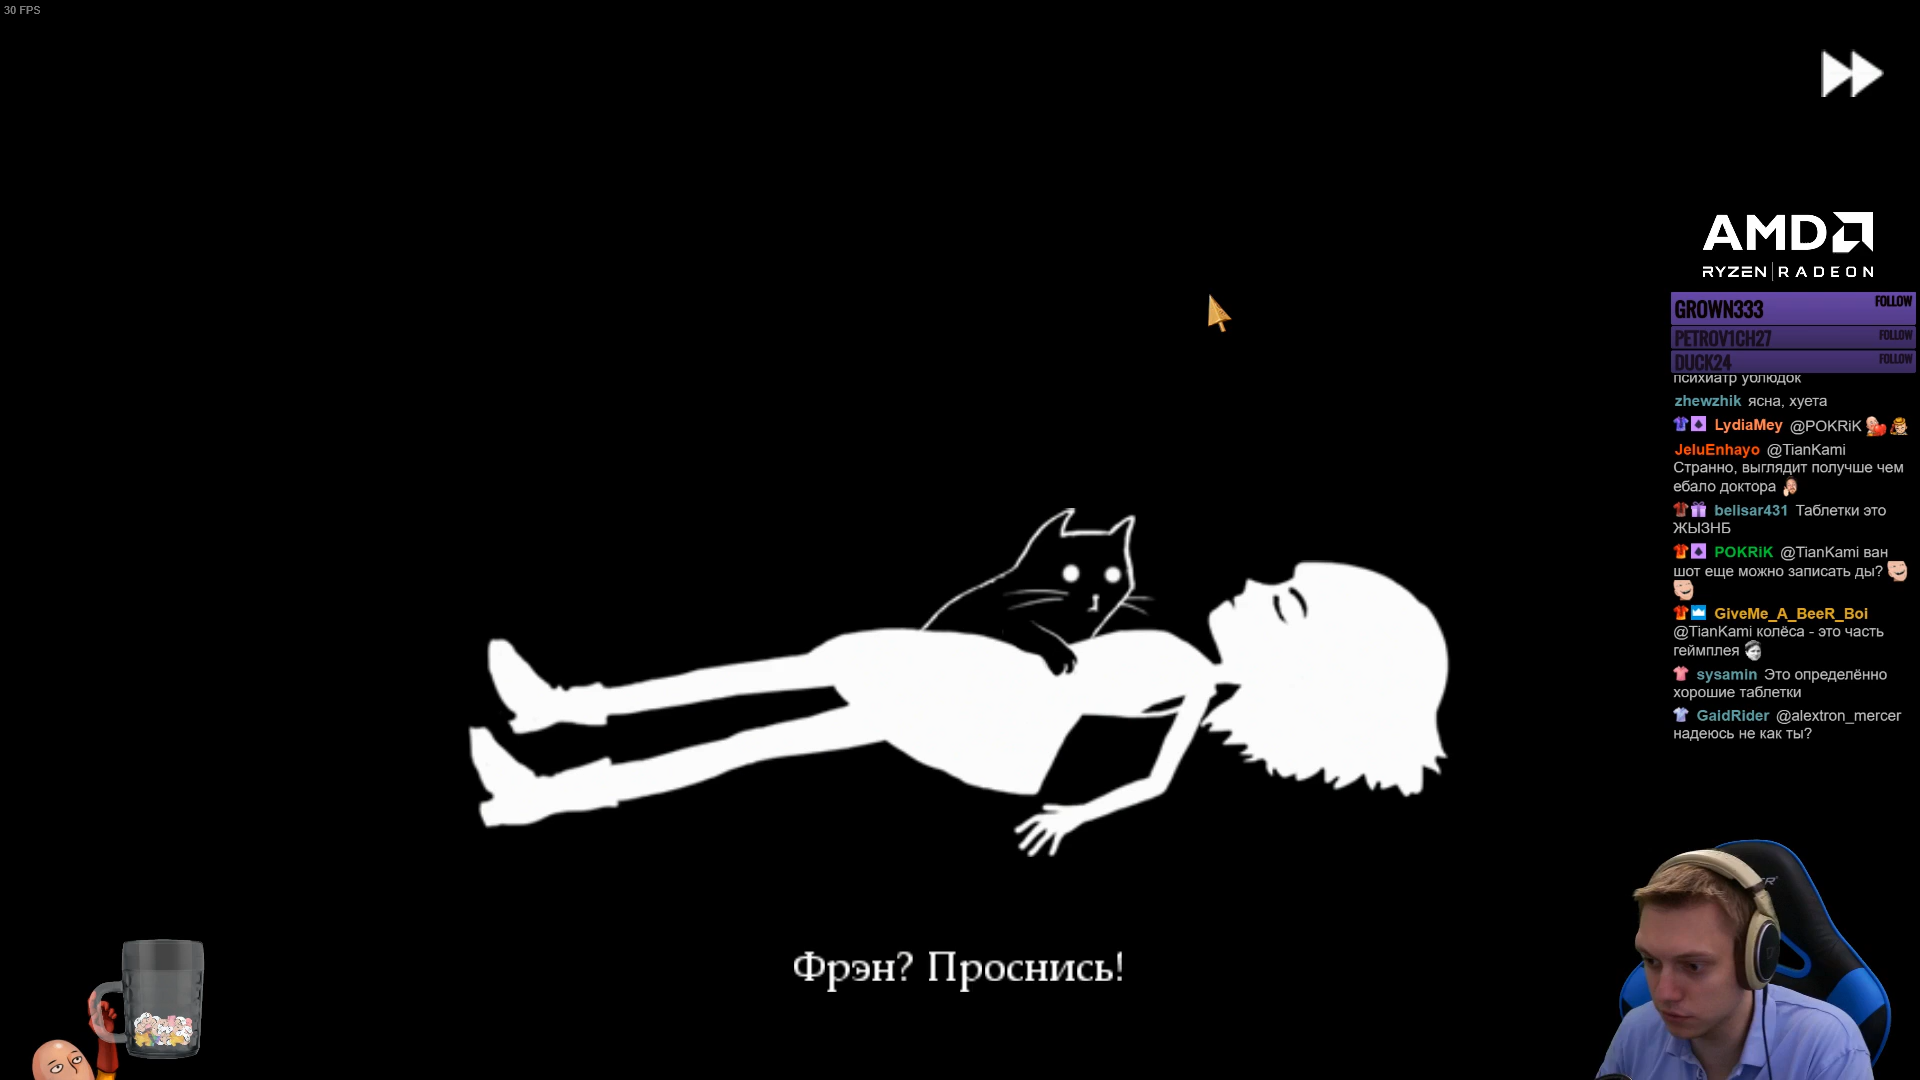 30 FPS
AMD
RYZEN RADEON
GROWN333 FOLLOW
PETROV1CH27 FOLLOW
DUCK24 FOLLOW
психиатр ублюдок
zhewzhik ясна, хуета
LydiaMey @POKRiK
JeluEnhayo @TianKami
Странно, выглядит получше чем
ебало доктора
belisar431 Таблетки это
ЖЫЗНБ
POKRiK @TianKami ван
шот еще можно записать ды?
GiveMe_A_BeeR_Boi
@TianKami колёса - это часть
геймплея
sysamin Это определённо
хорошие таблетки
GaidRider @alextron_mercer
надеюсь не как ты?
Фрэн? Проснись!